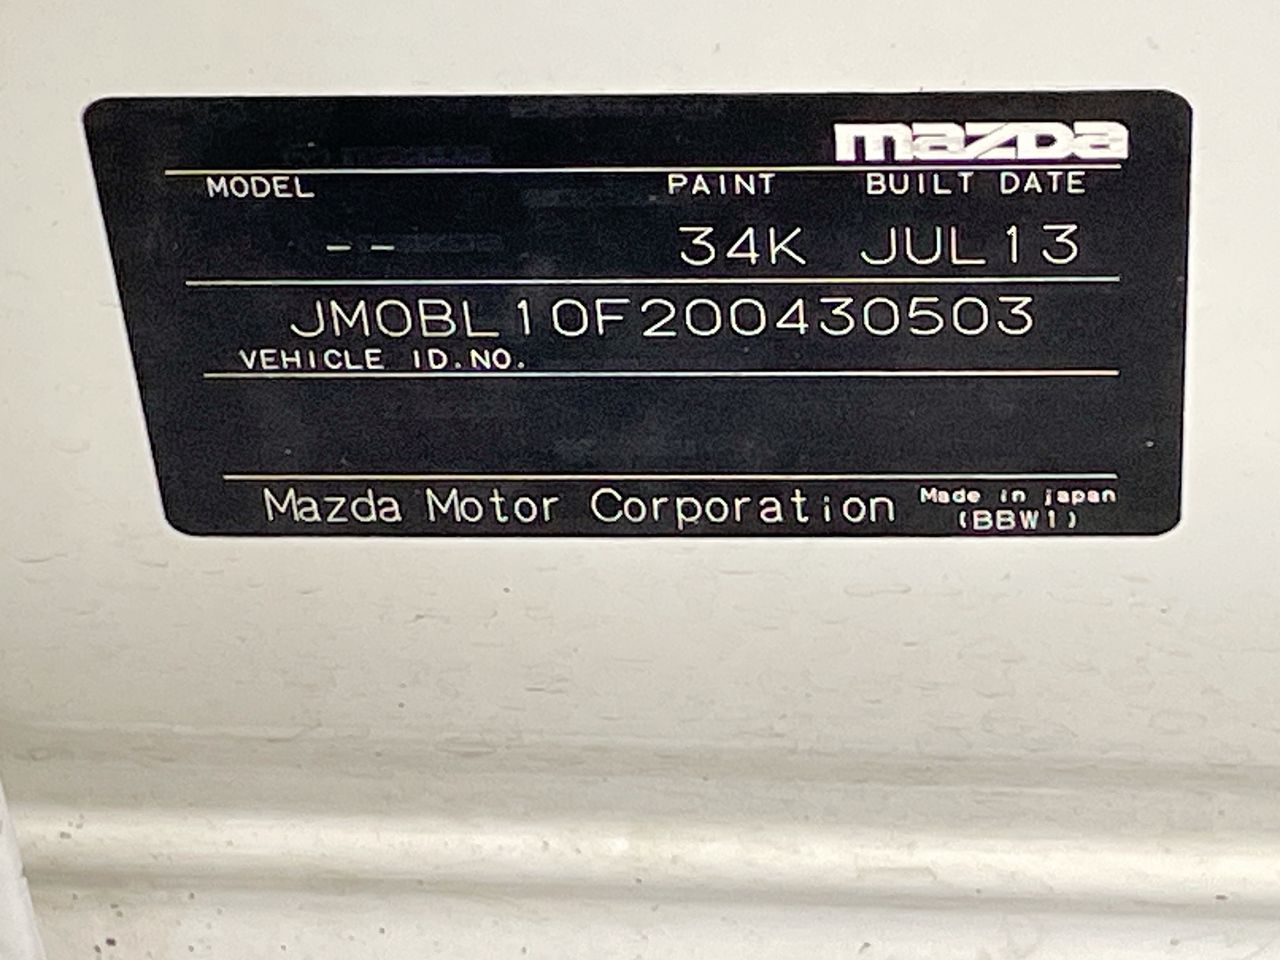 mazda
MODEL PAINT BUILT DATE
-- 34K JUL13
JM0BL10F200430503
VEHICLE ID.NO.
Mazda Motor Corporation Made in japan
(BBW1)